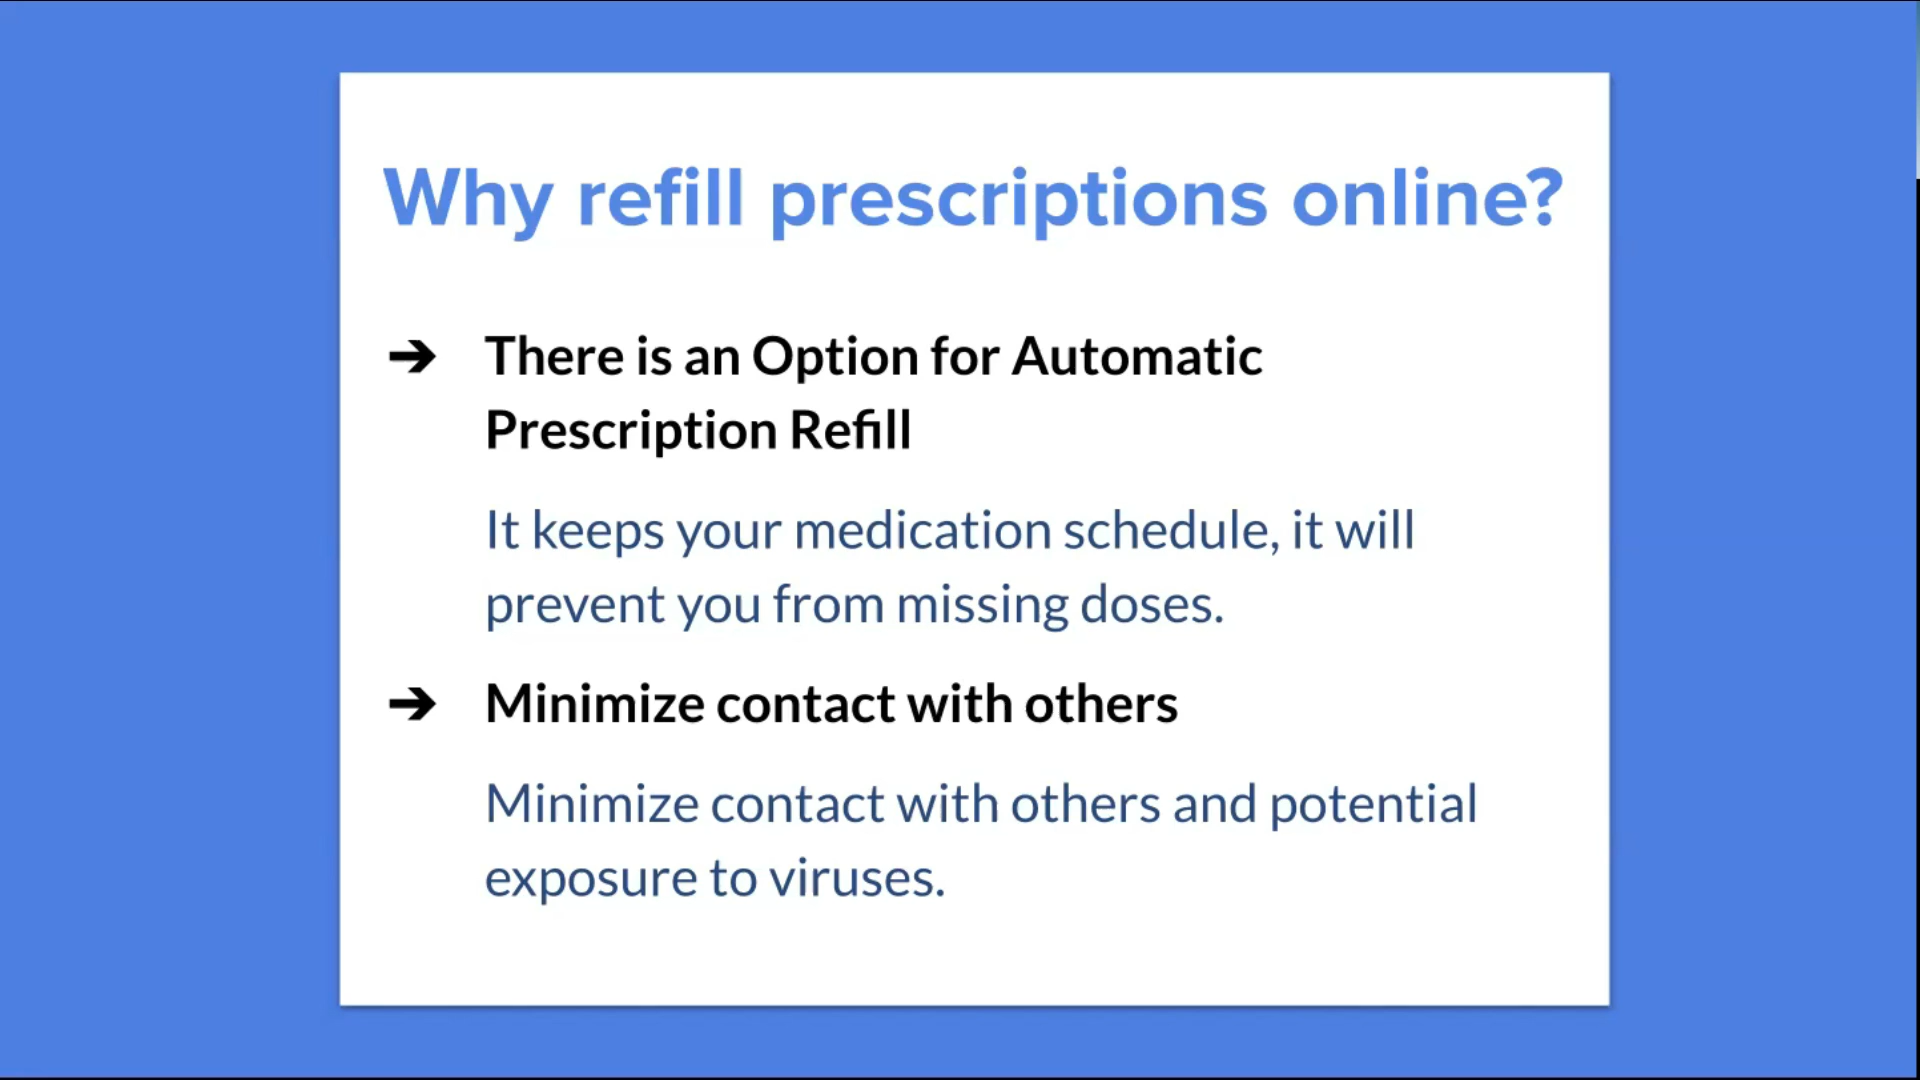 Why refill prescriptions online?
➔ There is an Option for Automatic
Prescription Refill
It keeps your medication schedule, it will
prevent you from missing doses.
➔ Minimize contact with others
Minimize contact with others and potential
exposure to viruses.